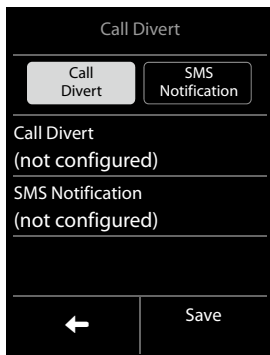 Call Divert
Call
Divert
SMS
Notification
Call Divert
(not configured)
SMS Notification
(not configured)
Save